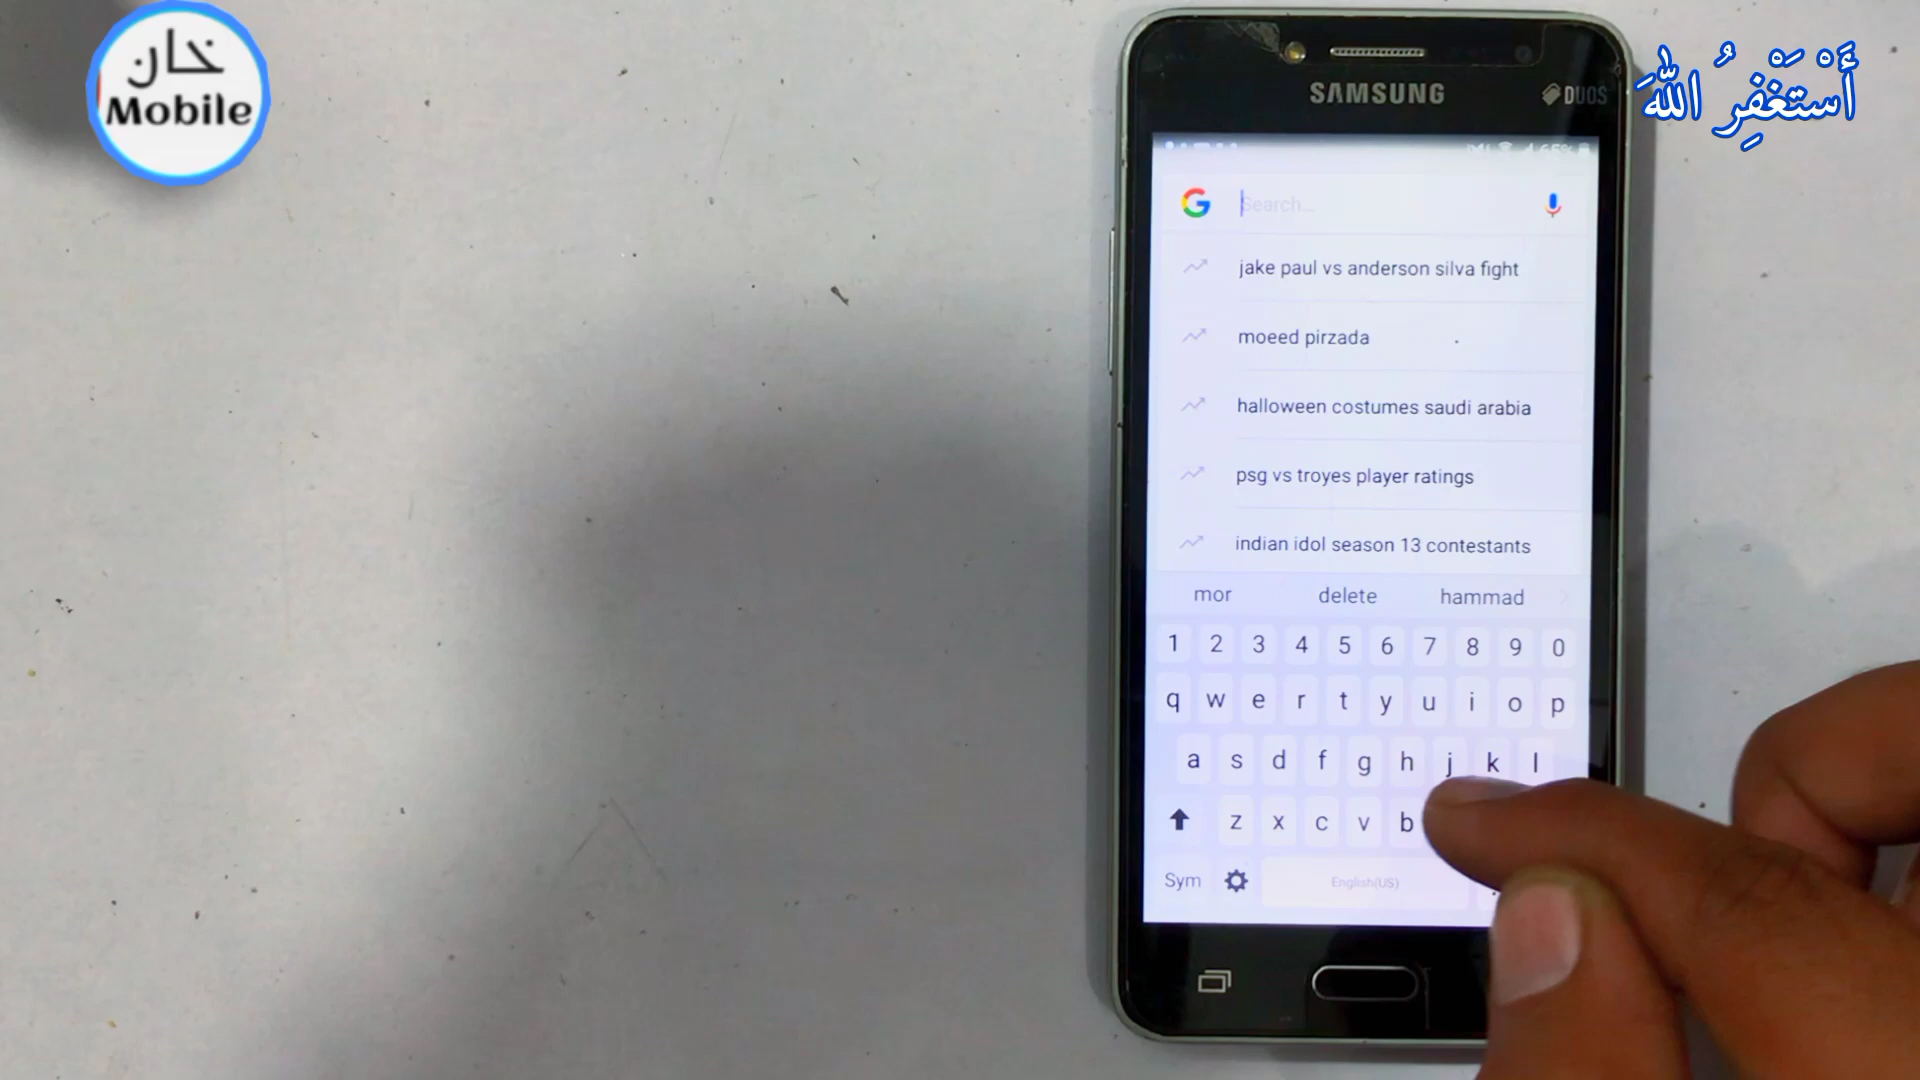 خان
Mobile
أَسْتَغْفِرُ اللهَ
SAMSUNG
DUOS
65%
Search...
jake paul vs anderson silva fight
moeed pirzada
halloween costumes saudi arabia
psg vs troyes player ratings
indian idol season 13 contestants
mor delete hammad
1 2 3 4 5 6 7 8 9 0
q w e r t y u i o p
a s d f g h j k l
z x c v b
Sym English(US) .